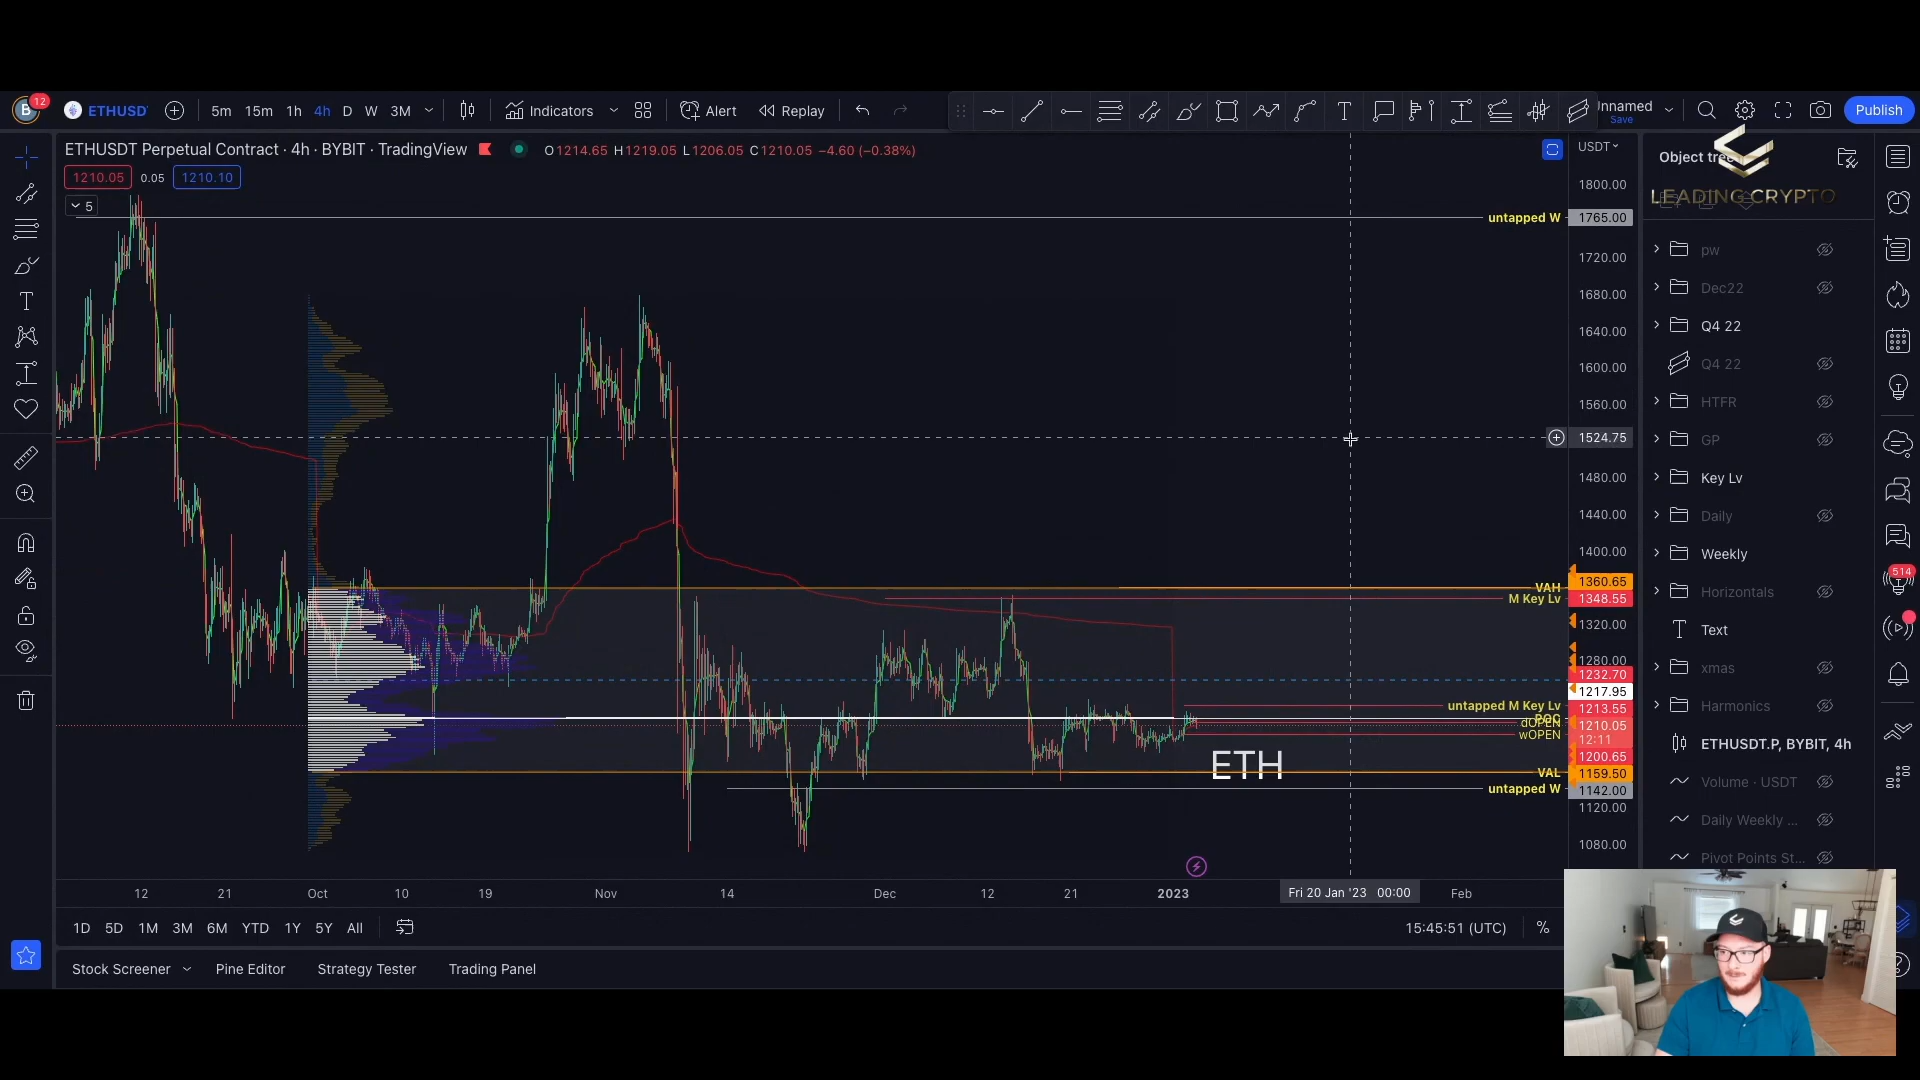 B 12 ETHUSD 5m 15m 1h 4h D W 3M Indicators Alert Replay T Unnamed Save Publish
ETHUSDT Perpetual Contract · 4h · BYBIT · TradingView O1214.65 H1219.05 L1206.05 C1210.05 −4.60 (−0.38%)
1210.05 0.05 1210.10
5
USDT
1800.00
untapped W 1765.00
1720.00
1680.00
1640.00
1600.00
1560.00
1524.75
1480.00
1440.00
1400.00
VAH 1360.65
M Key Lv 1348.55
1320.00
1280.00
1232.70
1217.95
untapped M Key Lv 1213.55
POC
dOPEN 1210.05
12:11
wOPEN
1200.65
ETH
VAL 1159.50
untapped W 1142.00
1120.00
1080.00
12 21 Oct 10 19 Nov 14 Dec 12 21 2023 Fri 20 Jan '23 00:00 Feb
1D 5D 1M 3M 6M YTD 1Y 5Y All 15:45:51 (UTC) %
Stock Screener Pine Editor Strategy Tester Trading Panel
Object tree
LEADING CRYPTO
pw
Dec22
Q4 22
Q4 22
HTFR
GP
Key Lv
Daily
Weekly
Horizontals
Text
xmas
Harmonics
ETHUSDT.P, BYBIT, 4h
Volume · USDT
Daily Weekly ...
Pivot Points St...
514